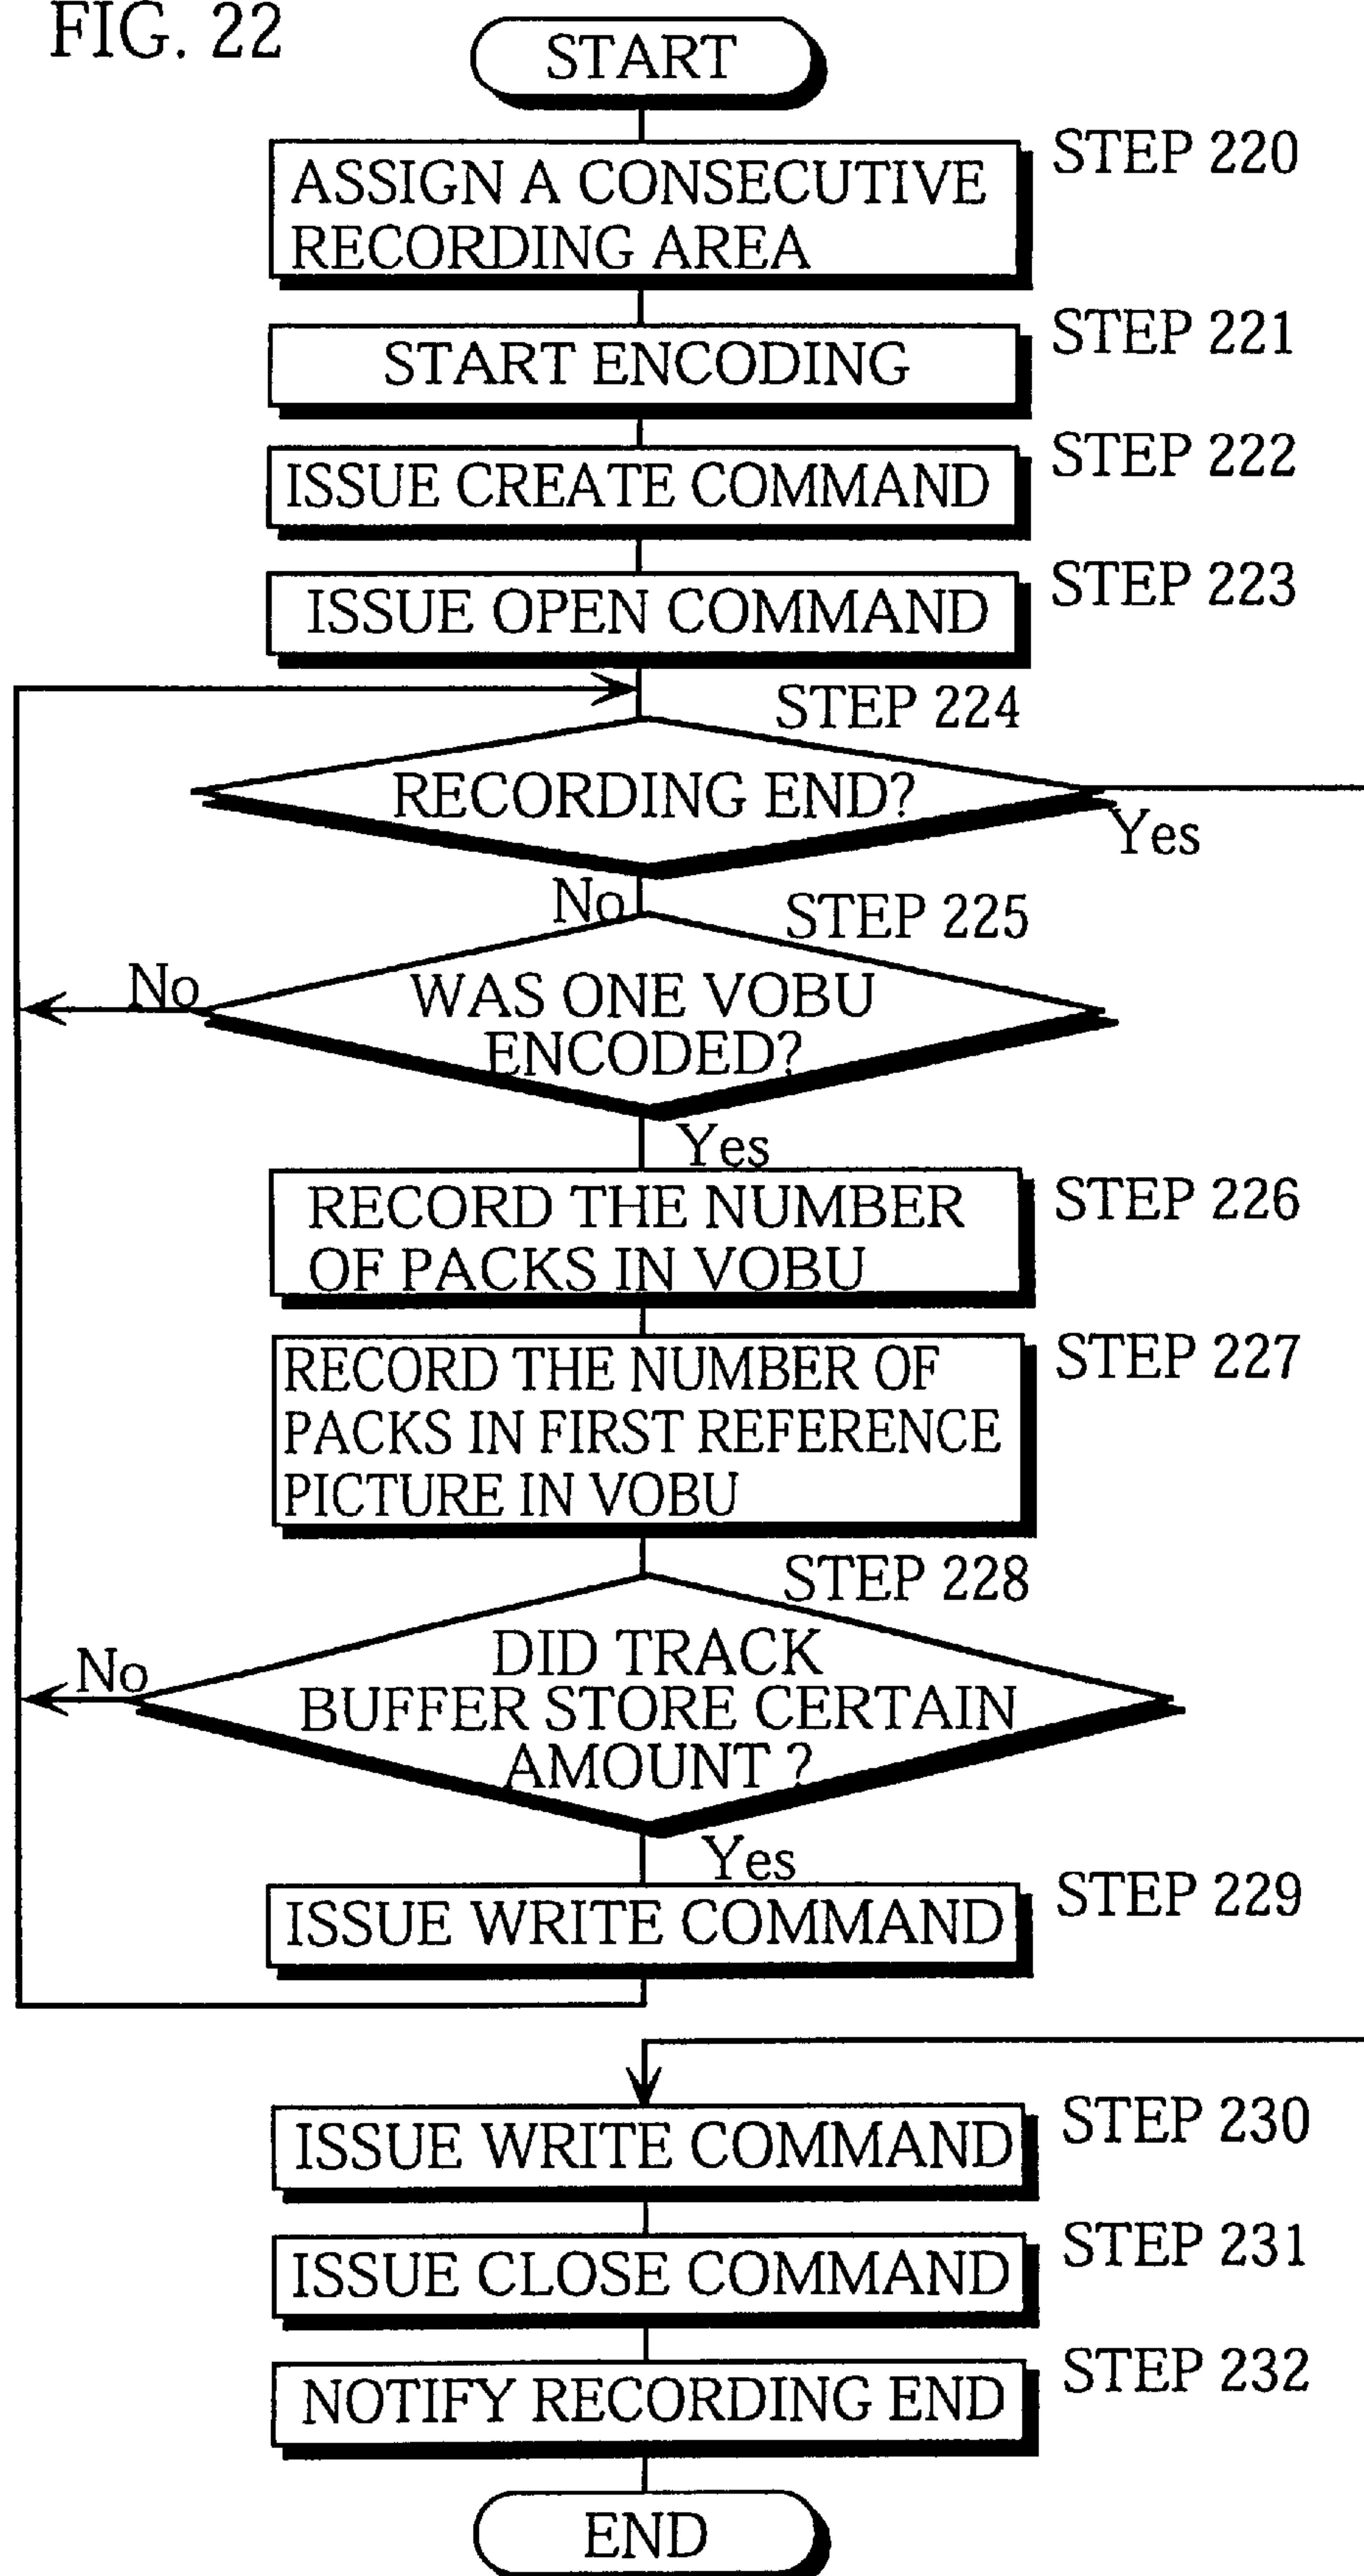 FIG. 22
START
ASSIGN A CONSECUTIVE
RECORDING AREA
STEP 220
START ENCODING
STEP 221
ISSUE CREATE COMMAND
STEP 222
ISSUE OPEN COMMAND
STEP 223
STEP 224
RECORDING END?
Yes
No
STEP 225
No
WAS ONE VOBU
ENCODED?
Yes
RECORD THE NUMBER
OF PACKS IN VOBU
STEP 226
RECORD THE NUMBER OF
PACKS IN FIRST REFERENCE
PICTURE IN VOBU
STEP 227
STEP 228
No
DID TRACK
BUFFER STORE CERTAIN
AMOUNT ?
Yes
ISSUE WRITE COMMAND
STEP 229
ISSUE WRITE COMMAND
STEP 230
ISSUE CLOSE COMMAND
STEP 231
NOTIFY RECORDING END
STEP 232
END